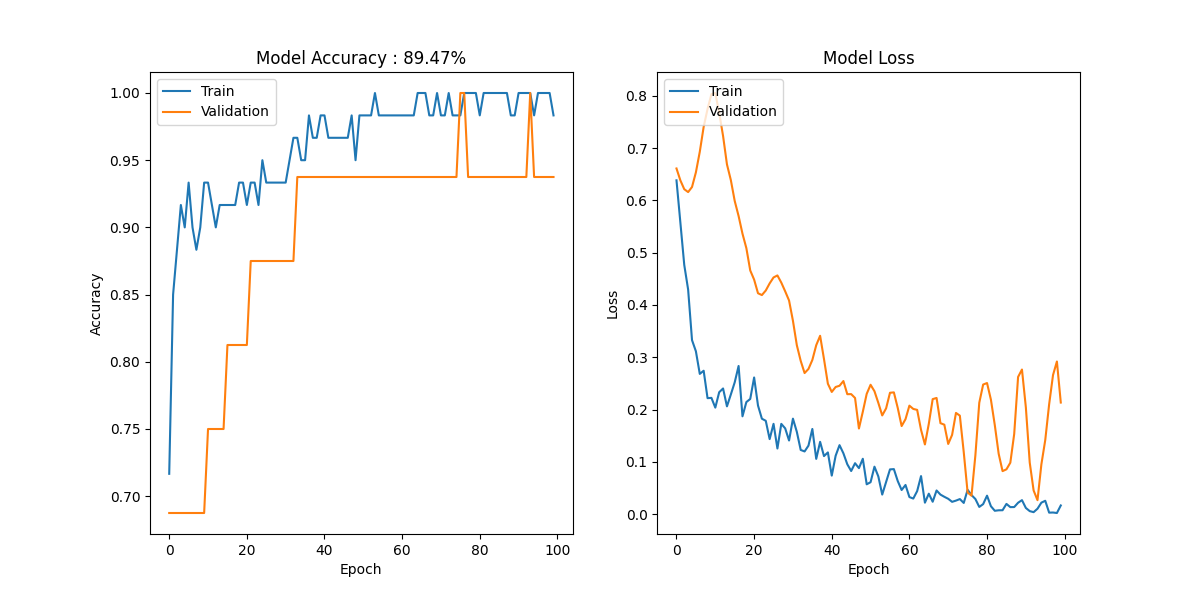 Model Accuracy : 89.47%
Train
Validation
1.00
0.95
0.90
0.85
0.80
0.75
0.70
Accuracy
0 20 40 60 80 100
Epoch
Model Loss
Train
Validation
0.8
0.7
0.6
0.5
0.4
0.3
0.2
0.1
0.0
Loss
0 20 40 60 80 100
Epoch